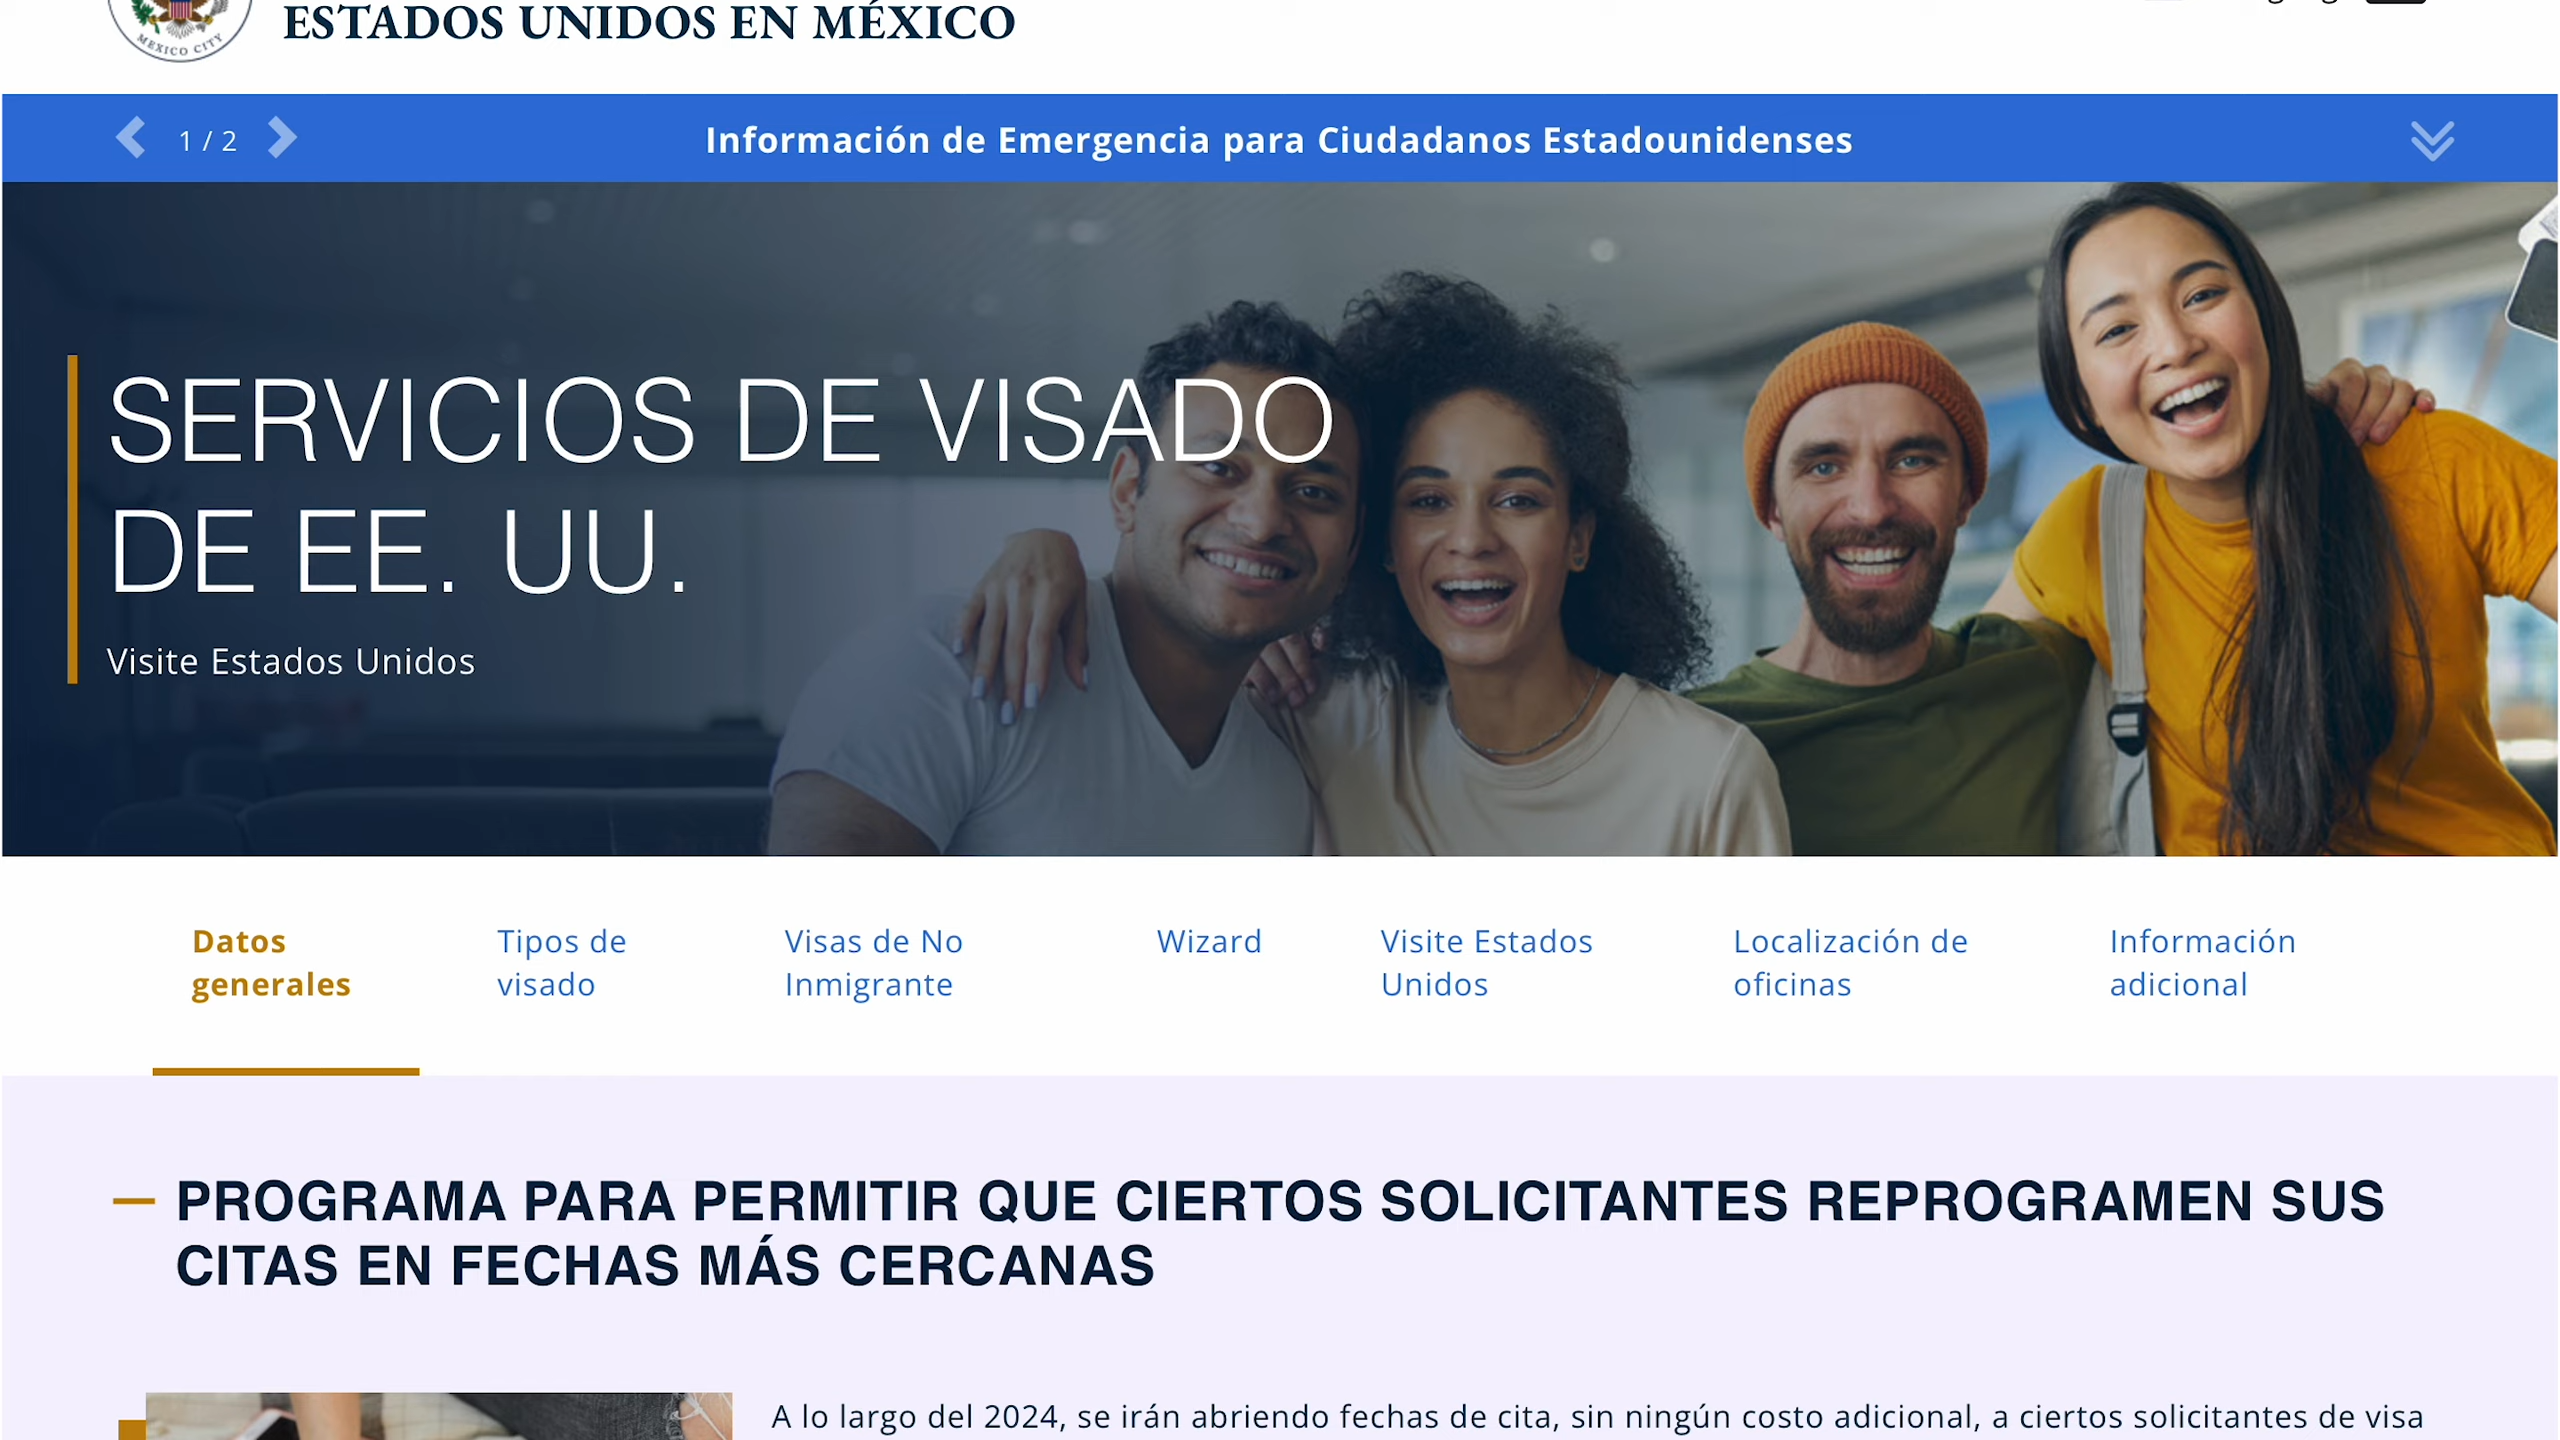 MEXICO CITY
ESTADOS UNIDOS EN MÉXICO
1 / 2
Información de Emergencia para Ciudadanos Estadounidenses
SERVICIOS DE VISADO
DE EE. UU.
Visite Estados Unidos
Datos generales
Tipos de visado
Visas de No Inmigrante
Wizard
Visite Estados Unidos
Localización de oficinas
Información adicional
PROGRAMA PARA PERMITIR QUE CIERTOS SOLICITANTES REPROGRAMEN SUS
CITAS EN FECHAS MÁS CERCANAS
A lo largo del 2024, se irán abriendo fechas de cita, sin ningún costo adicional, a ciertos solicitantes de visa